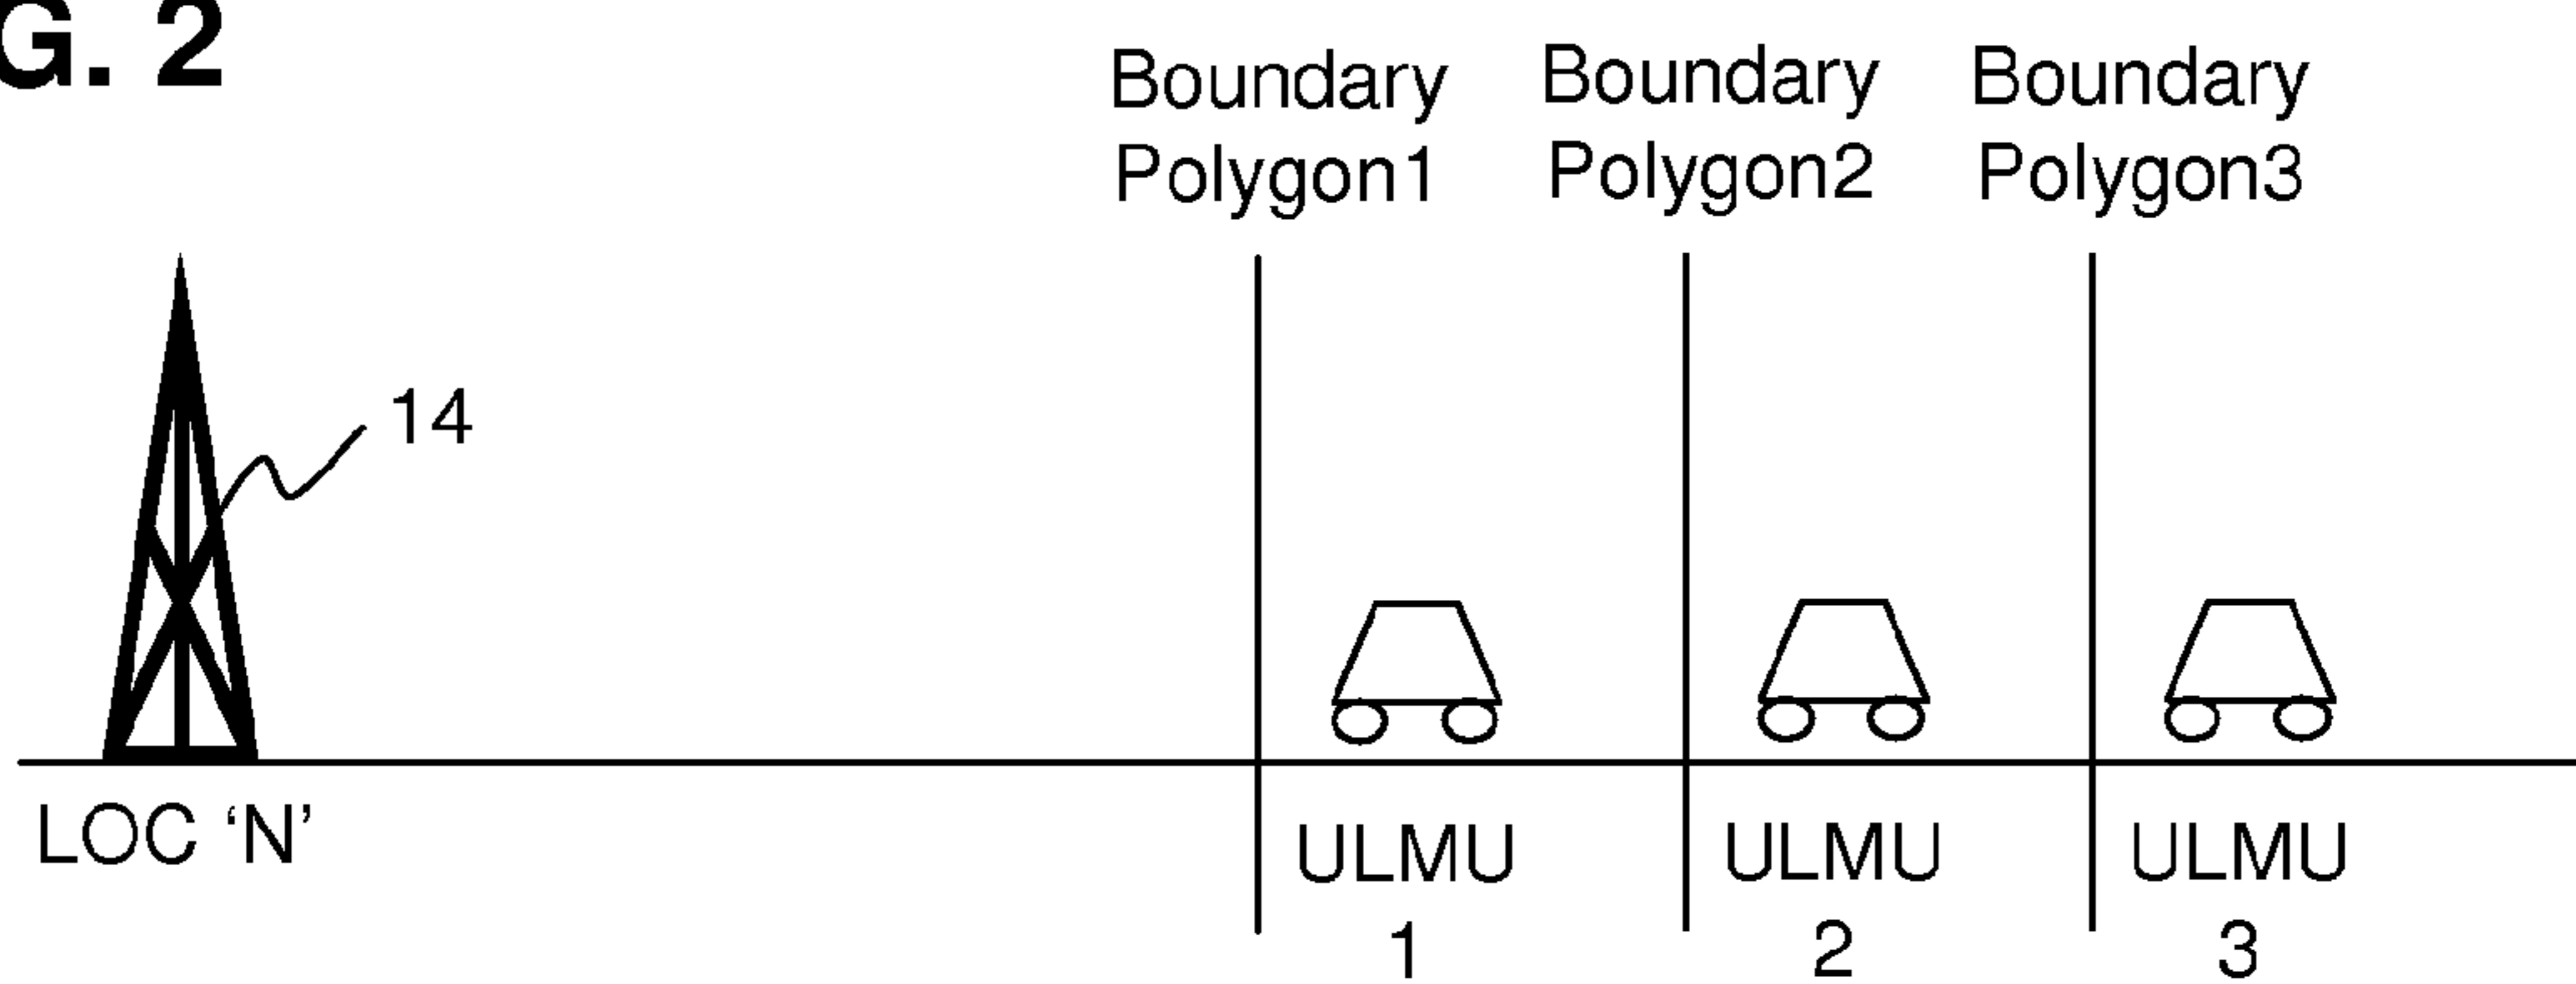 G. 2
Boundary Polygon1
Boundary Polygon2
Boundary Polygon3
14
LOC ‘N’
ULMU 1
ULMU 2
ULMU 3